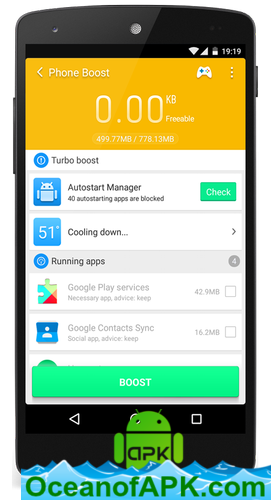 19:19
Phone Boost
0.00 KB
Freeable
499.77MB / 778.13MB
Turbo boost
Autostart Manager
40 autostarting apps are blocked
Check
51°
Cooling down...
Running apps
4
Google Play services
Necessary app, advice: keep
42.9MB
Google Contacts Sync
Social app, advice: keep
16.2MB
BOOST
APK
OceanofAPK.com